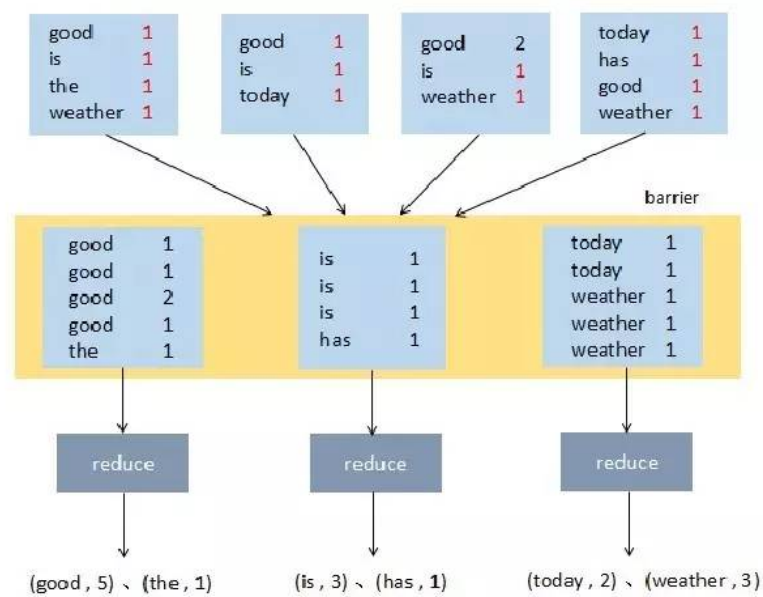 good 1
is 1
the 1
weather 1
good 1
is 1
today 1
good 2
is 1
weather 1
today 1
has 1
good 1
weather 1
barrier
good 1
good 1
good 2
good 1
the 1
is 1
is 1
is 1
has 1
today 1
today 1
weather 1
weather 1
weather 1
reduce
reduce
reduce
(good , 5) 、 (the , 1)
(is , 3) 、 (has , 1)
(today , 2) 、 (weather , 3)